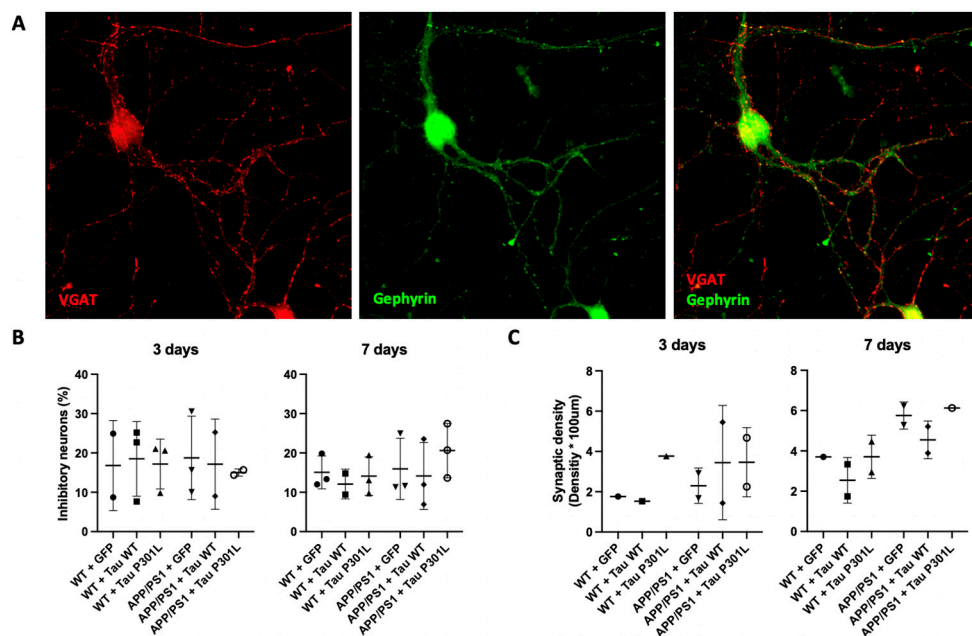 A
VGAT
Gephyrin
VGAT
Gephyrin
B
3 days
7 days
Inhibitory neurons (%)
50
40
30
20
10
0
50
40
30
20
10
0
WT + GFP
WT + Tau WT
WT + Tau P301L
APP/PS1 + GFP
APP/PS1 + Tau WT
APP/PS1 + Tau P301L
WT + GFP
WT + Tau WT
WT + Tau P301L
APP/PS1 + GFP
APP/PS1 + Tau WT
APP/PS1 + Tau P301L
C
3 days
7 days
Synaptic density
(Densitiy * 100um)
8
6
4
2
0
8
6
4
2
0
WT + GFP
WT + Tau WT
WT + Tau P301L
APP/PS1 + GFP
APP/PS1 + Tau WT
APP/PS1 + Tau P301L
WT + GFP
WT + Tau WT
WT + Tau P301L
APP/PS1 + GFP
APP/PS1 + Tau WT
APP/PS1 + Tau P301L